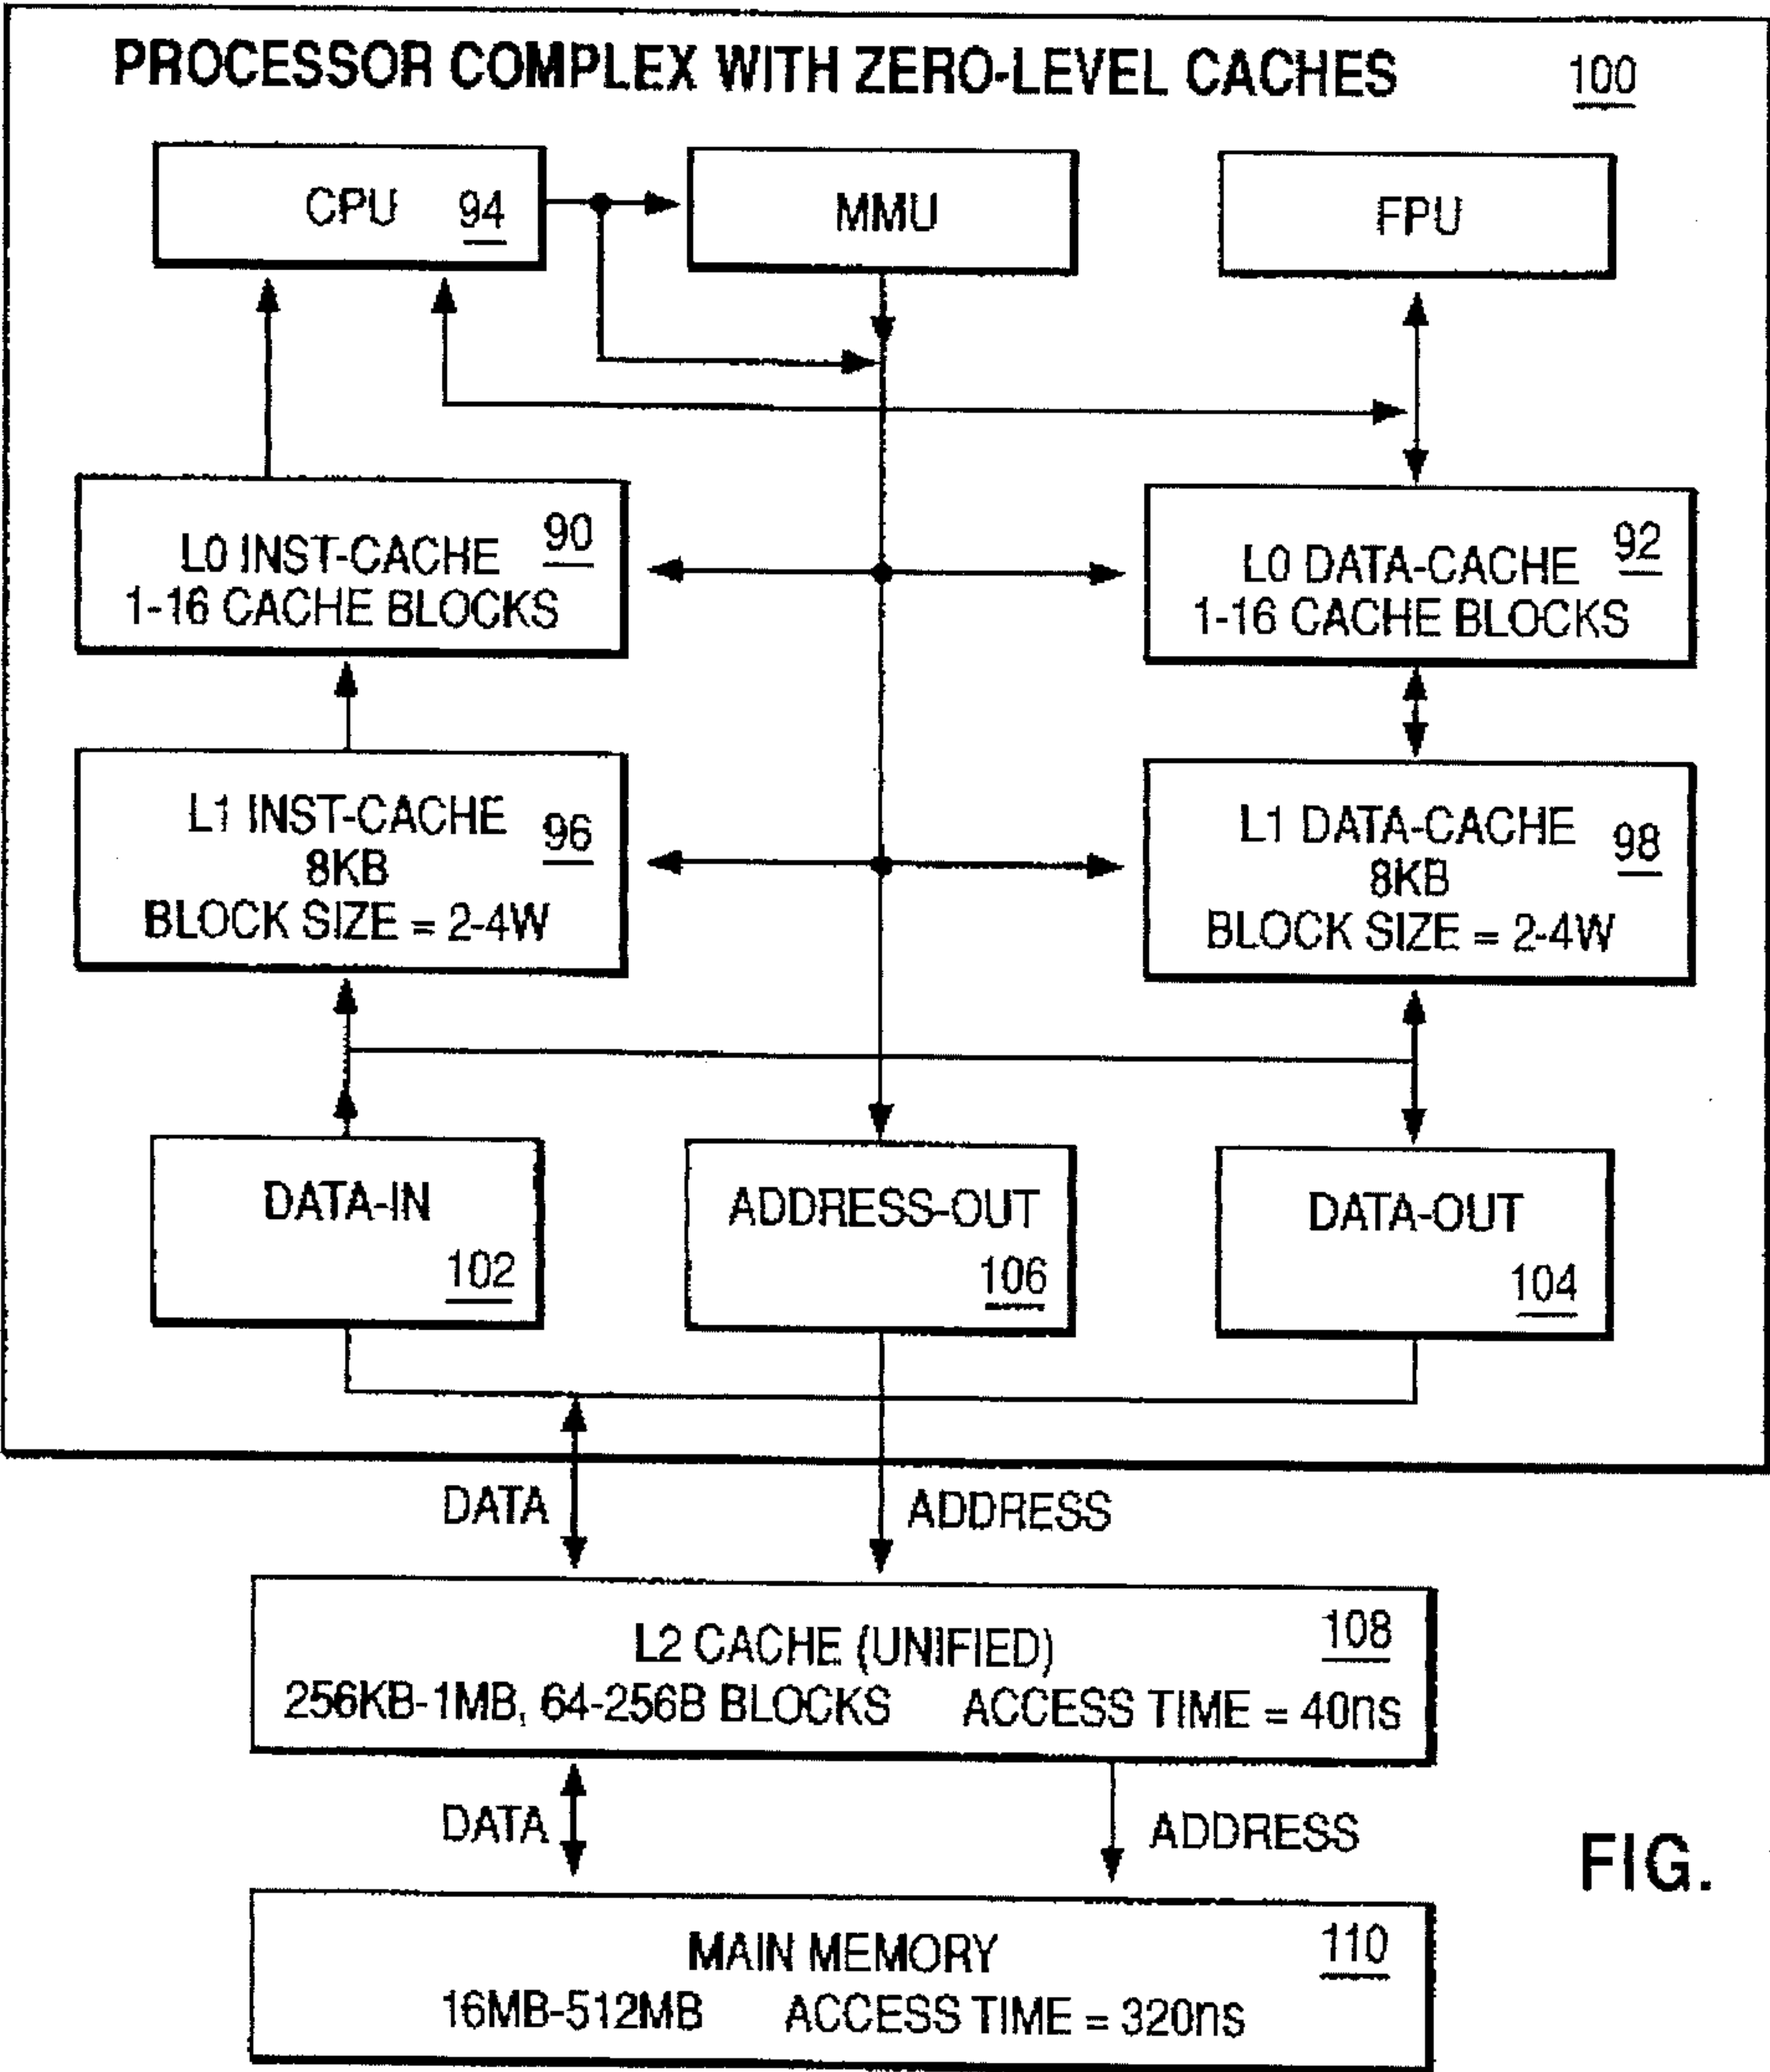 PROCESSOR COMPLEX WITH ZERO-LEVEL CACHES 100
CPU 94
MMU
FPU
L0 INST-CACHE 90
1-16 CACHE BLOCKS
L0 DATA-CACHE 92
1-16 CACHE BLOCKS
L1 INST-CACHE 96
8KB
BLOCK SIZE = 2-4W
L1 DATA-CACHE 98
8KB
BLOCK SIZE = 2-4W
DATA-IN
102
ADDRESS-OUT
106
DATA-OUT
104
DATA
ADDRESS
L2 CACHE (UNIFIED) 108
256KB-1MB, 64-256B BLOCKS ACCESS TIME = 40ns
DATA
ADDRESS
FIG.
MAIN MEMORY 110
16MB-512MB ACCESS TIME = 320ns